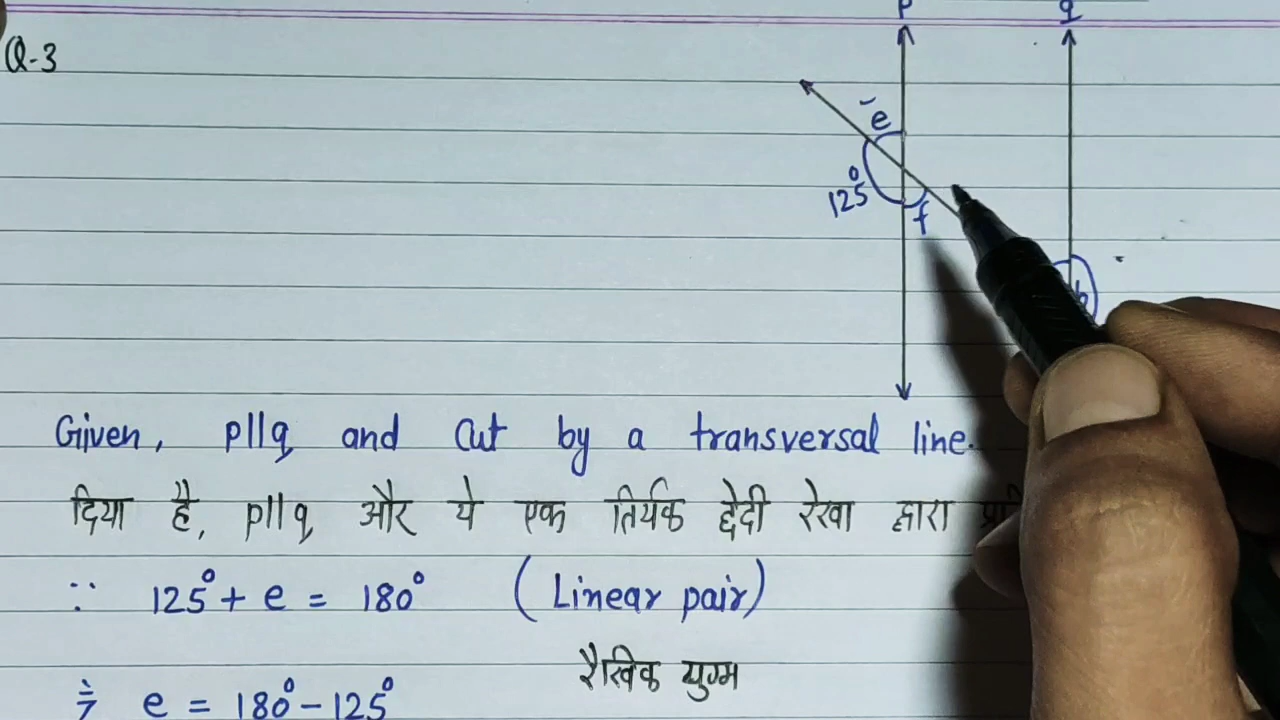 p q
Q-3
e
125°
f
Given, p||q and cut by a transversal line.
दिया है, p||q और ये एक तिर्यक छेदी रेखा द्वारा
∵ 125° + e = 180° (Linear pair)
रैखिक युग्म
⇒ e = 180° - 125°